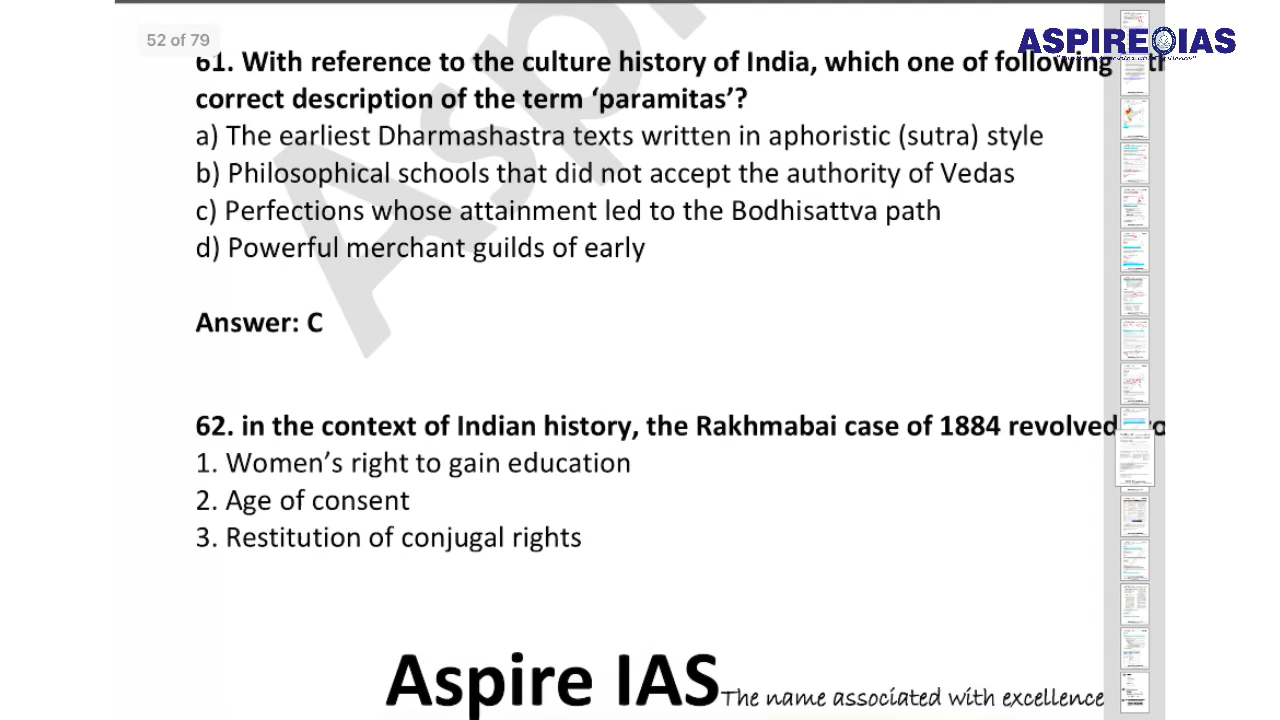 52 of 79
ASPIRE IAS
61. With reference to the culture history of India, which one of following
correct description of the term ‘paramitas’?
a) The earliest Dharmashastra texts written in aphoristic (sutra) style
b) Philosophical schools that did not accept the authority of Vedas
c) Perfections whose attainment led to the Bodhisattva path
d) Powerful merchant guilds of early
Answer: C
62. in the context of Indian history, the Rakhmabai case of 1884 revolved
1. Women’s right to gain education
2. Age of consent
3. Restitution of conjugal rights
Aspire IAS The name associated with excellence